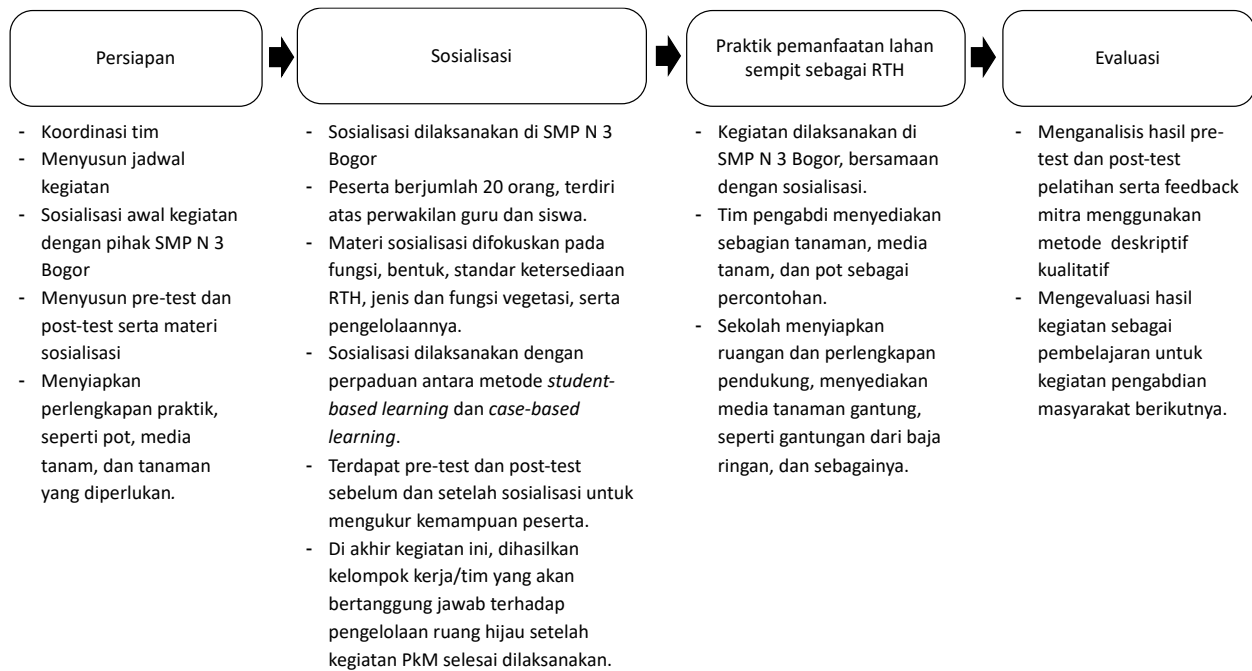 Persiapan
- Koordinasi tim
- Menyusun jadwal
kegiatan
- Sosialisasi awal kegiatan
dengan pihak SMP N 3
Bogor
- Menyusun pre-test dan
post-test serta materi
sosialisasi
- Menyiapkan
perlengkapan praktik,
seperti pot, media
tanam, dan tanaman
yang diperlukan.
Sosialisasi
- Sosialisasi dilaksanakan di SMP N 3
Bogor
- Peserta berjumlah 20 orang, terdiri
atas perwakilan guru dan siswa.
- Materi sosialisasi difokuskan pada
fungsi, bentuk, standar ketersediaan
RTH, jenis dan fungsi vegetasi, serta
pengelolaannya.
- Sosialisasi dilaksanakan dengan
perpaduan antara metode student-
based learning dan case-based
learning.
- Terdapat pre-test dan post-test
sebelum dan setelah sosialisasi untuk
mengukur kemampuan peserta.
- Di akhir kegiatan ini, dihasilkan
kelompok kerja/tim yang akan
bertanggung jawab terhadap
pengelolaan ruang hijau setelah
kegiatan PkM selesai dilaksanakan.
Praktik pemanfaatan lahan
sempit sebagai RTH
- Kegiatan dilaksanakan di
SMP N 3 Bogor, bersamaan
dengan sosialisasi.
- Tim pengabdi menyediakan
sebagian tanaman, media
tanam, dan pot sebagai
percontohan.
- Sekolah menyiapkan
ruangan dan perlengkapan
pendukung, menyediakan
media tanaman gantung,
seperti gantungan dari baja
ringan, dan sebagainya.
Evaluasi
- Menganalisis hasil pre-
test dan post-test
pelatihan serta feedback
mitra menggunakan
metode deskriptif
kualitatif
- Mengevaluasi hasil
kegiatan sebagai
pembelajaran untuk
kegiatan pengabdian
masyarakat berikutnya.